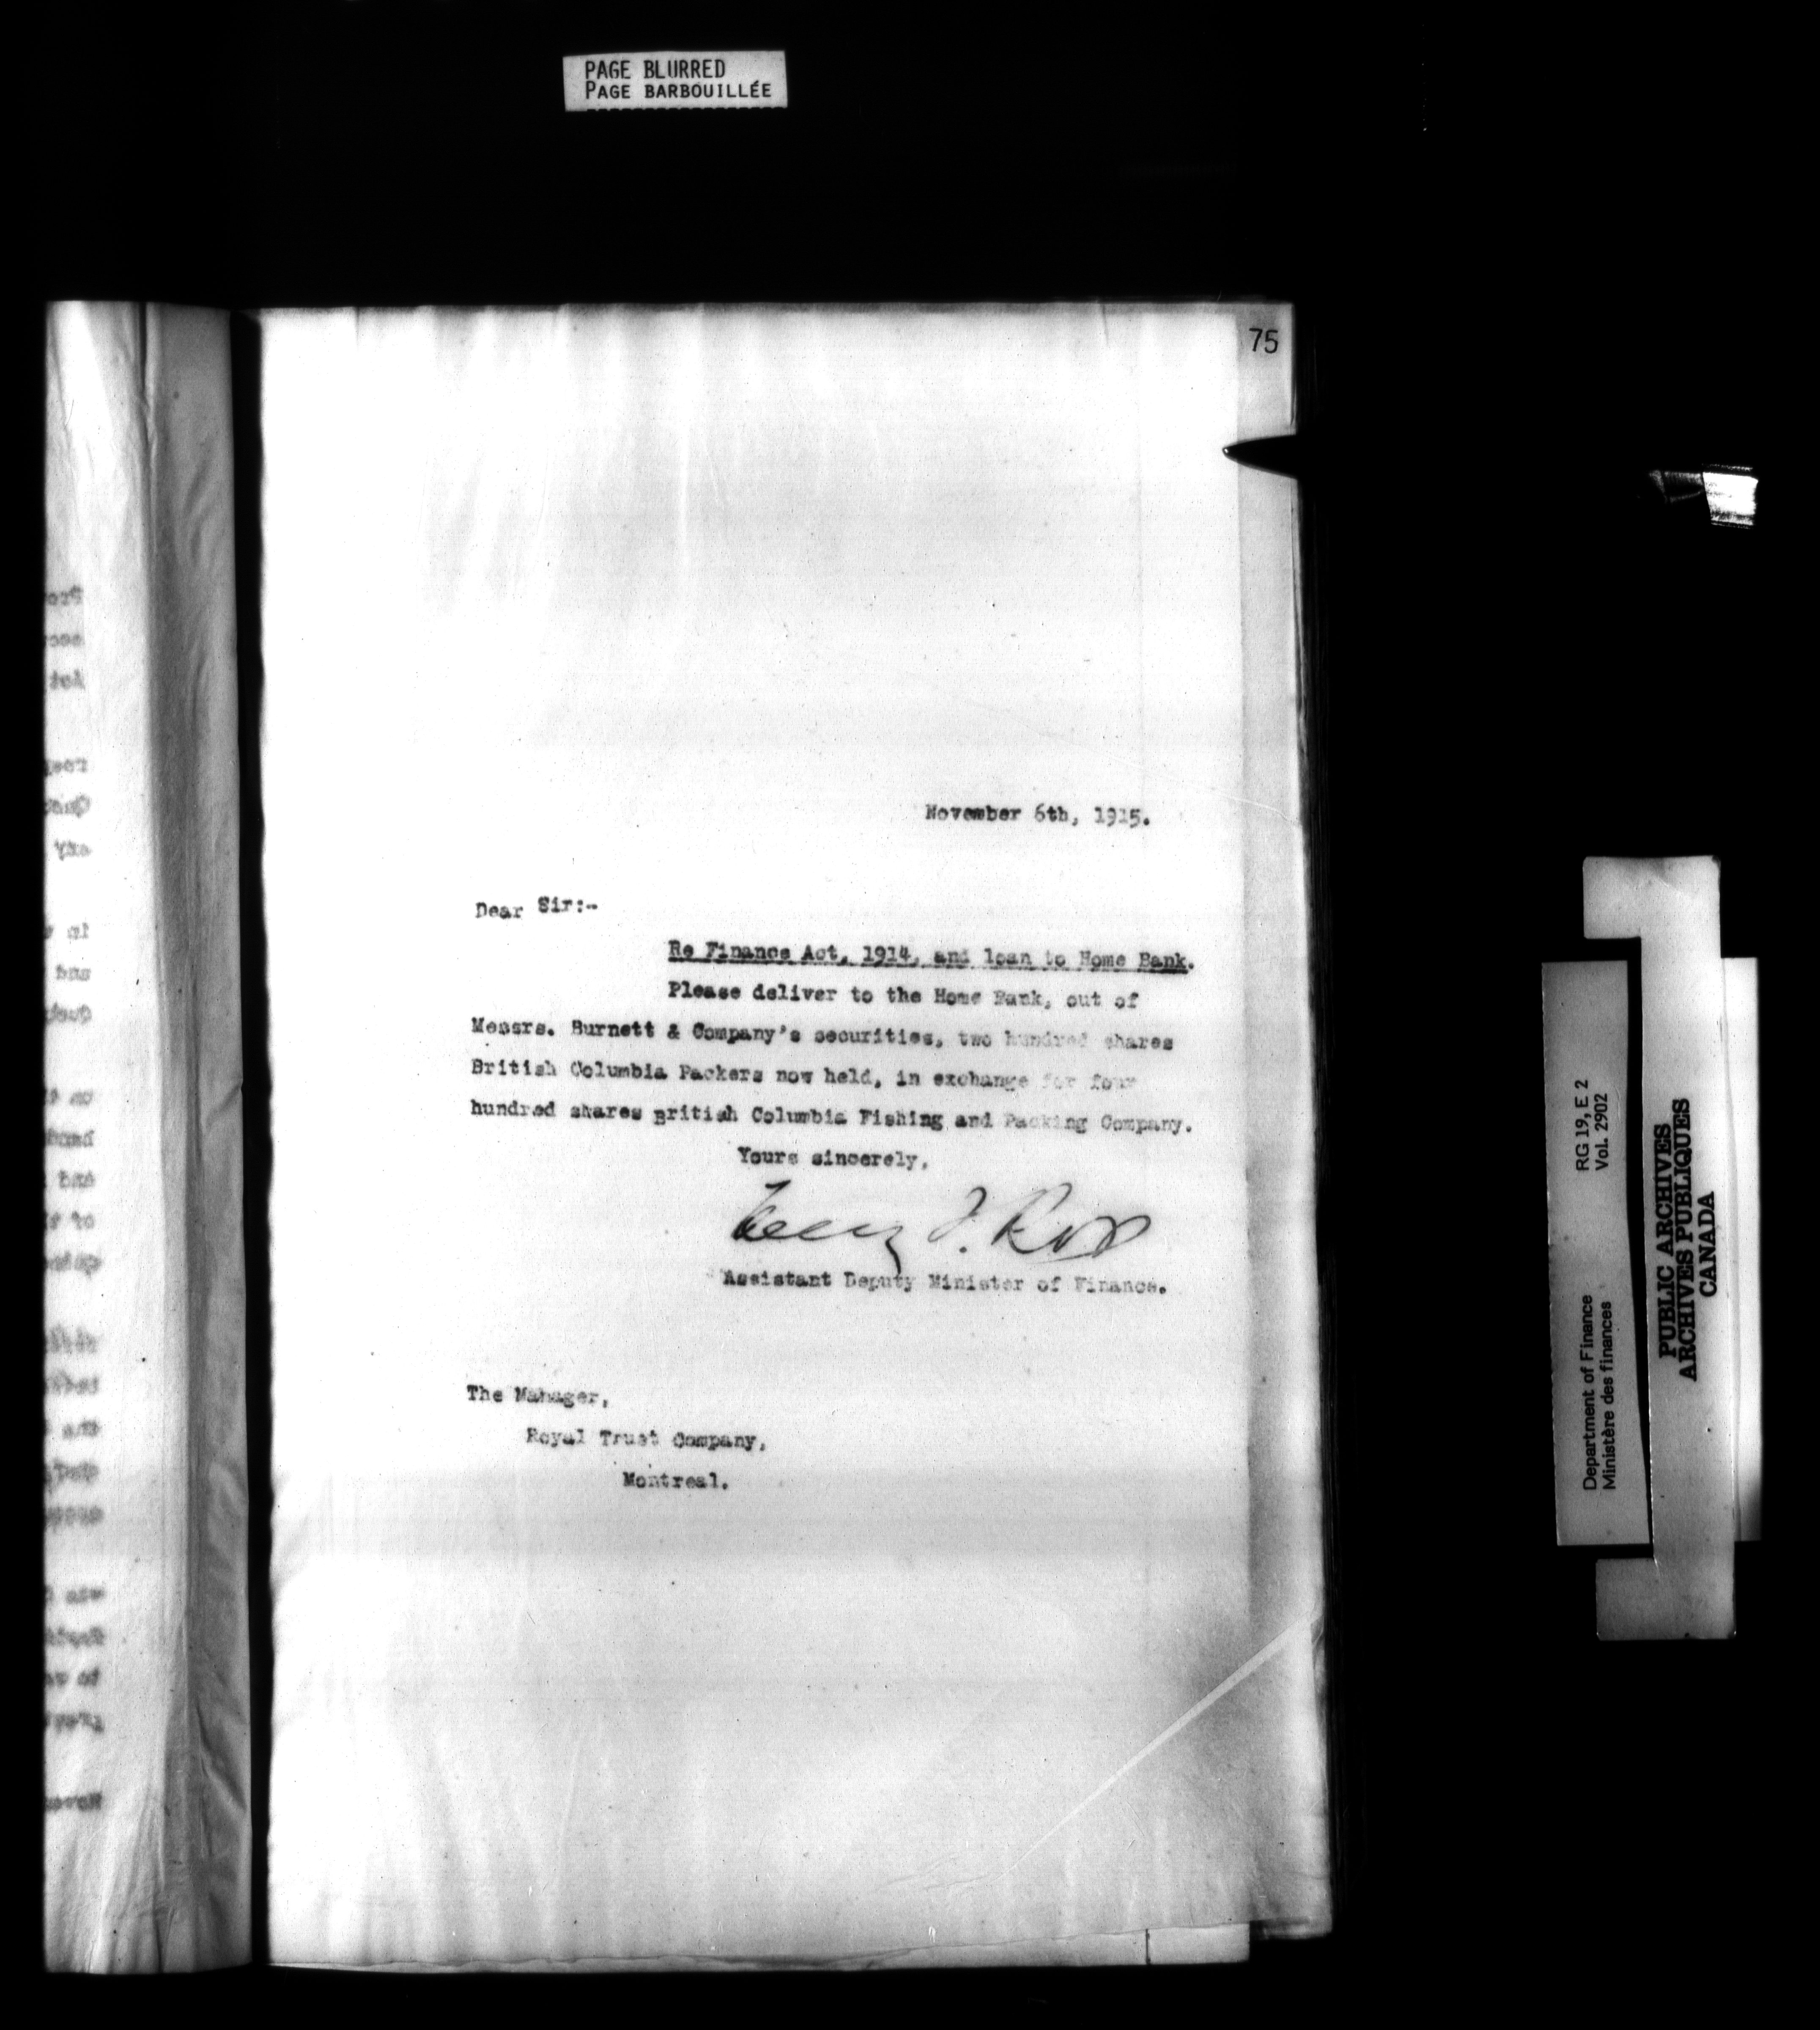 PAGE BLURRED
PAGE BARBOUILLÉE
75
November 6th, 1915.
Dear Sir:-
Re Finance Act, 1914, and loan to Home Bank.
Please deliver to the Home Bank, out of
Messrs. Burnett & Company's securities, two hundred shares
British Columbia Packers now held, in exchange for four
hundred shares British Columbia Fishing and Packing Company.
Yours sincerely,
Assistant Deputy Minister of Finance.
The Manager,
Royal Trust Company,
Montreal.
Department of Finance RG 19, E 2
Ministère des finances Vol. 2902
PUBLIC ARCHIVES
ARCHIVES PUBLIQUES
CANADA